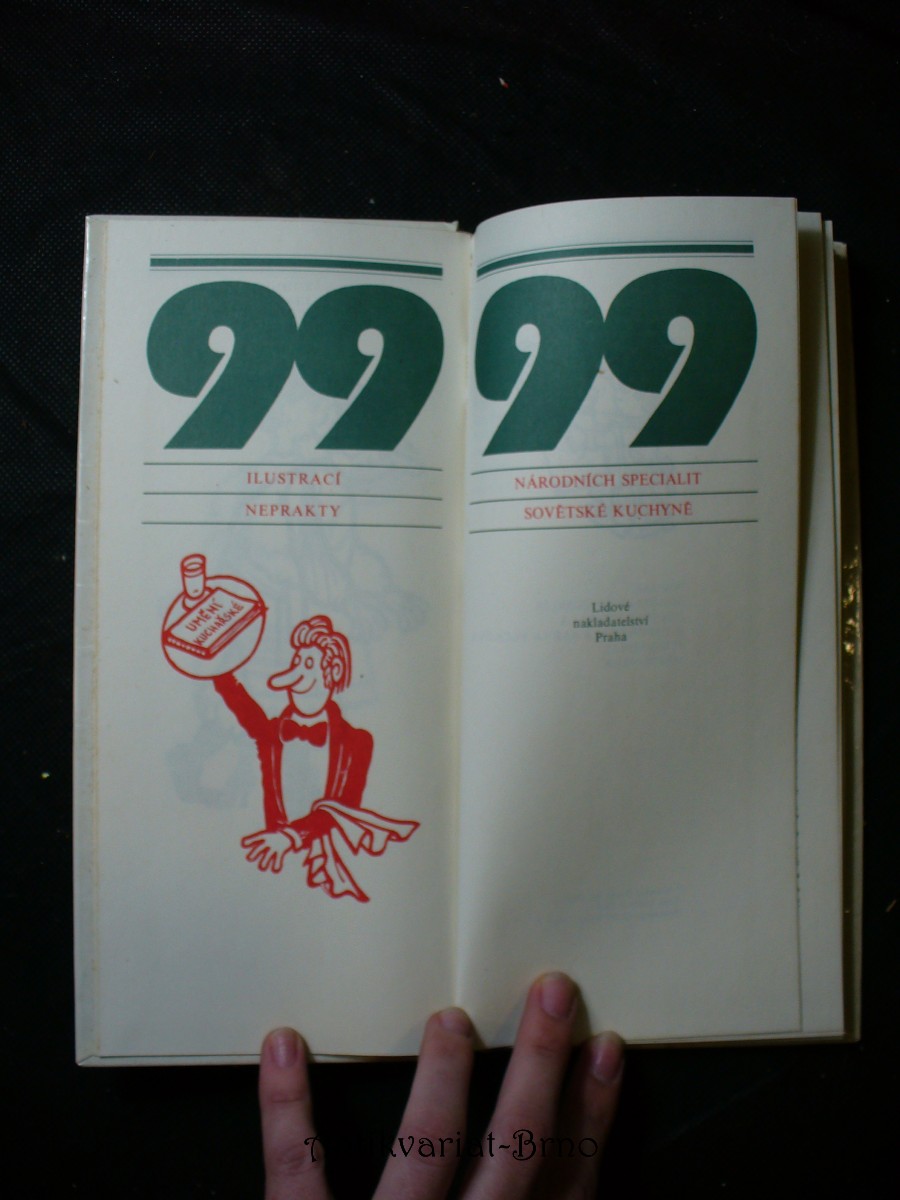 99
ILUSTRACÍ
NEPRAKTY
UMĚNÍ
KUCHAŘSKÉ
99
NÁRODNÍCH SPECIALIT
SOVĚTSKÉ KUCHYNĚ
Lidové
nakladatelství
Praha
Antikvariat-Brno